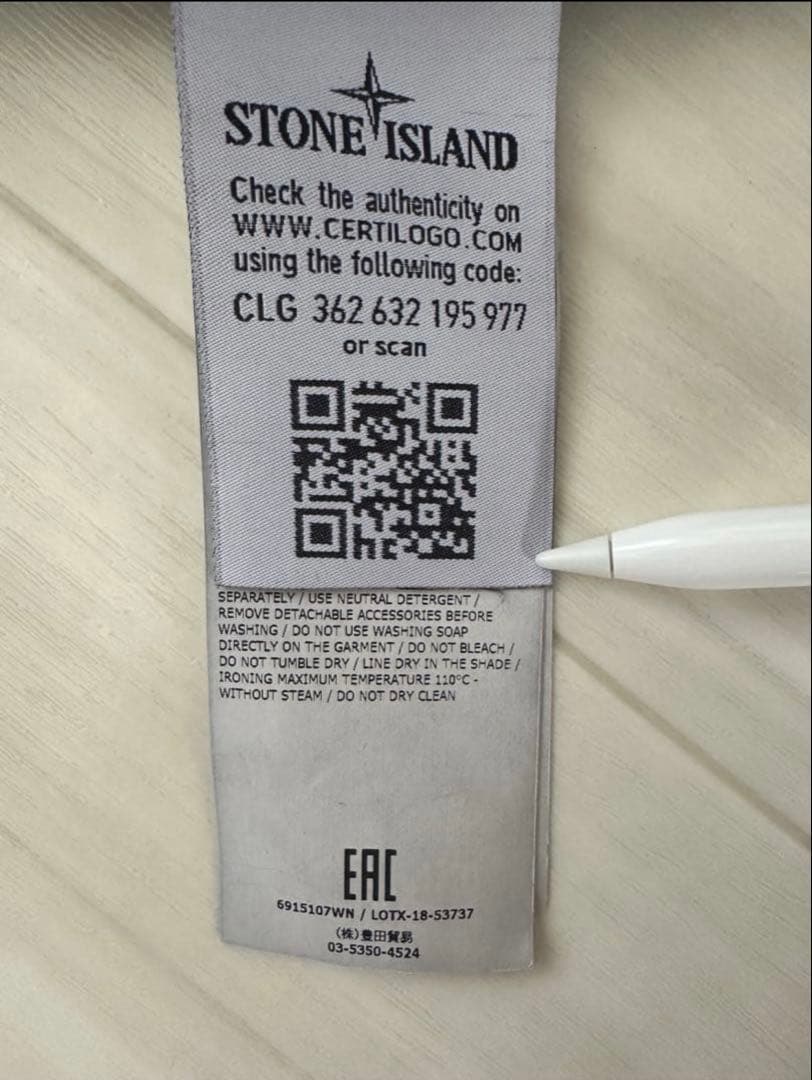 STONE ISLAND
Check the authenticity on
WWW.CERTILOGO.COM
using the following code:
CLG 362 632 195 977
or scan
SEPARATELY / USE NEUTRAL DETERGENT /
REMOVE DETACHABLE ACCESSORIES BEFORE
WASHING / DO NOT USE WASHING SOAP
DIRECTLY ON THE GARMENT / DO NOT BLEACH /
DO NOT TUMBLE DRY / LINE DRY IN THE SHADE /
IRONING MAXIMUM TEMPERATURE 110°C -
WITHOUT STEAM / DO NOT DRY CLEAN
EAC
6915107WN / LOTX-18-53737
(株)豊田貿易
03-5350-4524